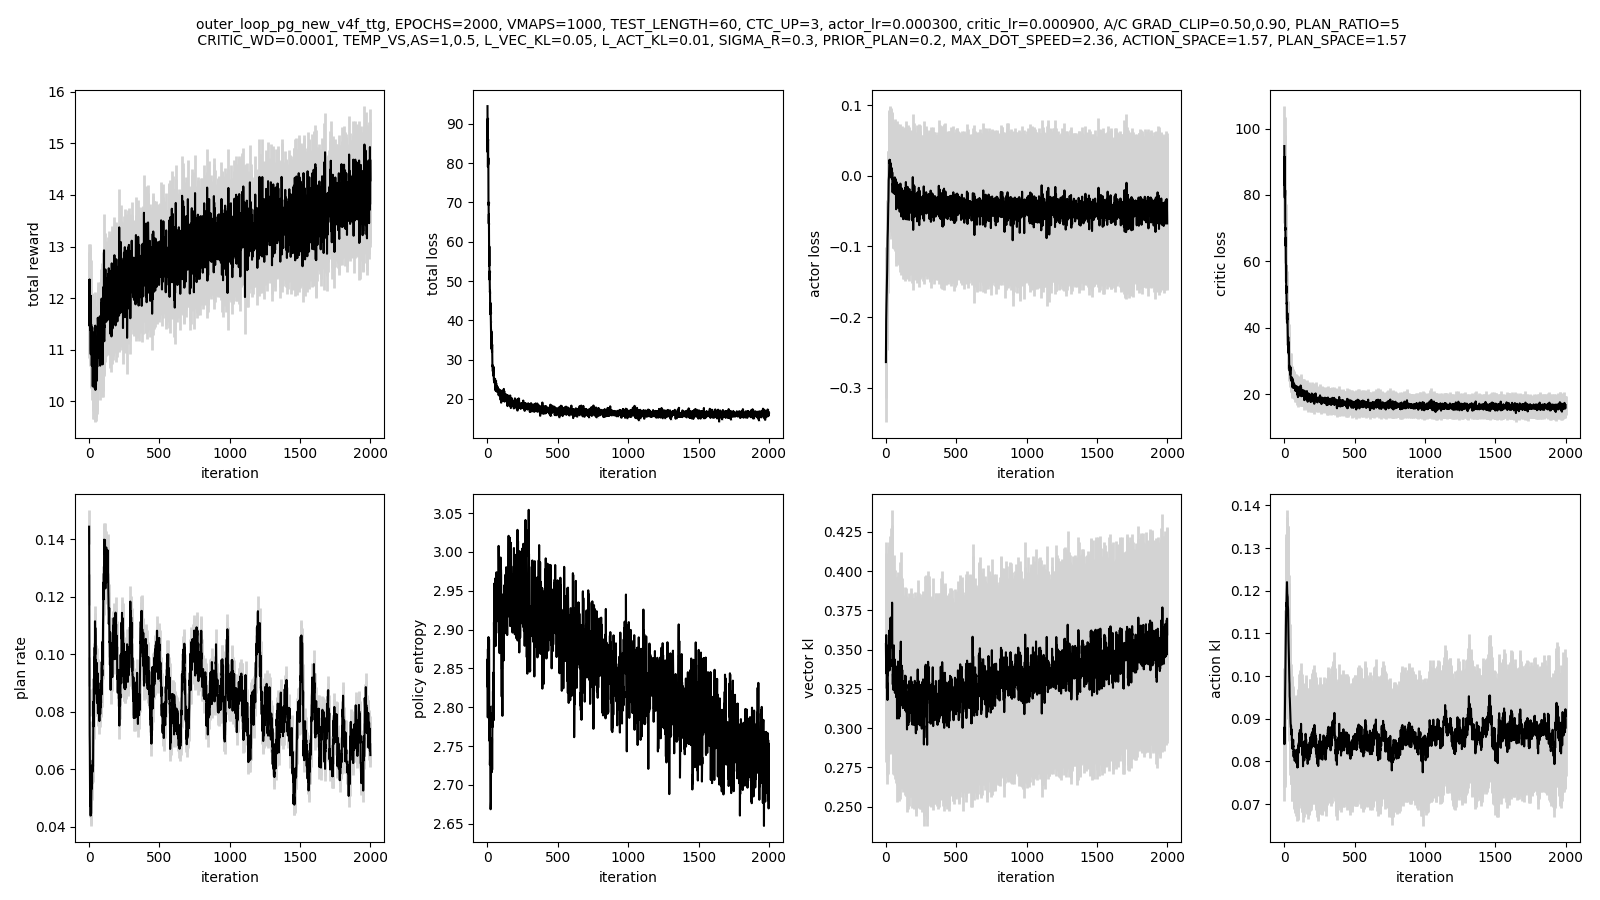 outer_loop_pg_new_v4f_ttg, EPOCHS=2000, VMAPS=1000, TEST_LENGTH=60, CTC_UP=3, actor_lr=0.000300, critic_lr=0.000900, A/C GRAD_CLIP=0.50,0.90, PLAN_RATIO=5
CRITIC_WD=0.0001, TEMP_VS,AS=1,0.5, L_VEC_KL=0.05, L_ACT_KL=0.01, SIGMA_R=0.3, PRIOR_PLAN=0.2, MAX_DOT_SPEED=2.36, ACTION_SPACE=1.57, PLAN_SPACE=1.57
total reward
16
15
14
13
12
11
10
0 500 1000 1500 2000
iteration
total loss
90
80
70
60
50
40
30
20
0 500 1000 1500 2000
iteration
actor loss
0.1
0.0
−0.1
−0.2
−0.3
0 500 1000 1500 2000
iteration
critic loss
100
80
60
40
20
0 500 1000 1500 2000
iteration
plan rate
0.14
0.12
0.10
0.08
0.06
0.04
0 500 1000 1500 2000
iteration
policy entropy
3.05
3.00
2.95
2.90
2.85
2.80
2.75
2.70
2.65
0 500 1000 1500 2000
iteration
vector kl
0.425
0.400
0.375
0.350
0.325
0.300
0.275
0.250
0 500 1000 1500 2000
iteration
action kl
0.14
0.13
0.12
0.11
0.10
0.09
0.08
0.07
0 500 1000 1500 2000
iteration